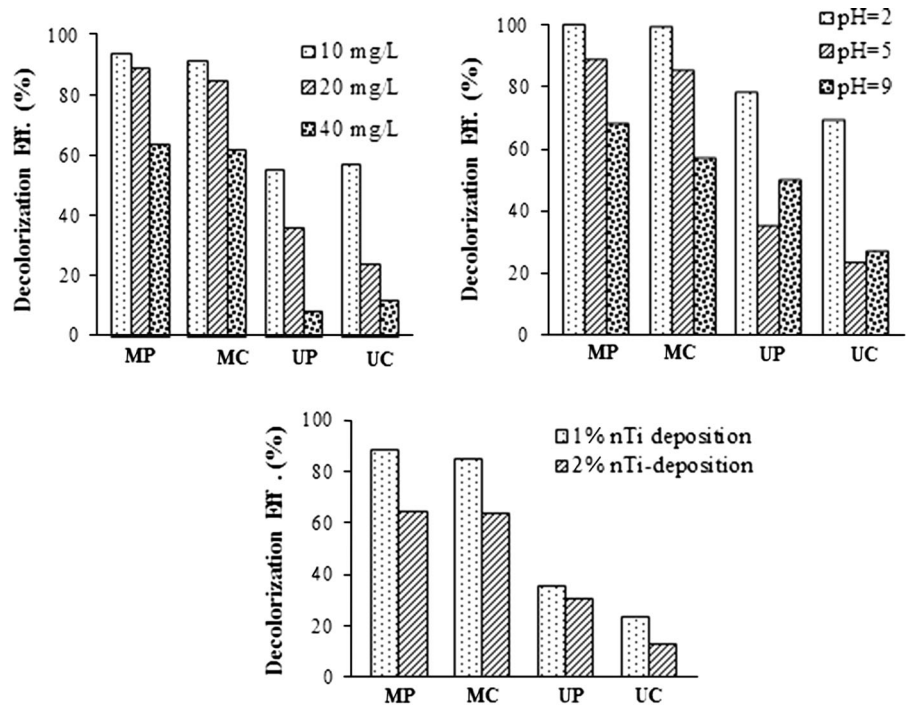 Decolorization Eff. (%)
100
80
60
40
20
0
10 mg/L
20 mg/L
40 mg/L
MP MC UP UC
Decolorization Eff. (%)
100
80
60
40
20
0
pH=2
pH=5
pH=9
MP MC UP UC
Decolorization Eff . (%)
100
80
60
40
20
0
1% nTi deposition
2% nTi-deposition
MP MC UP UC